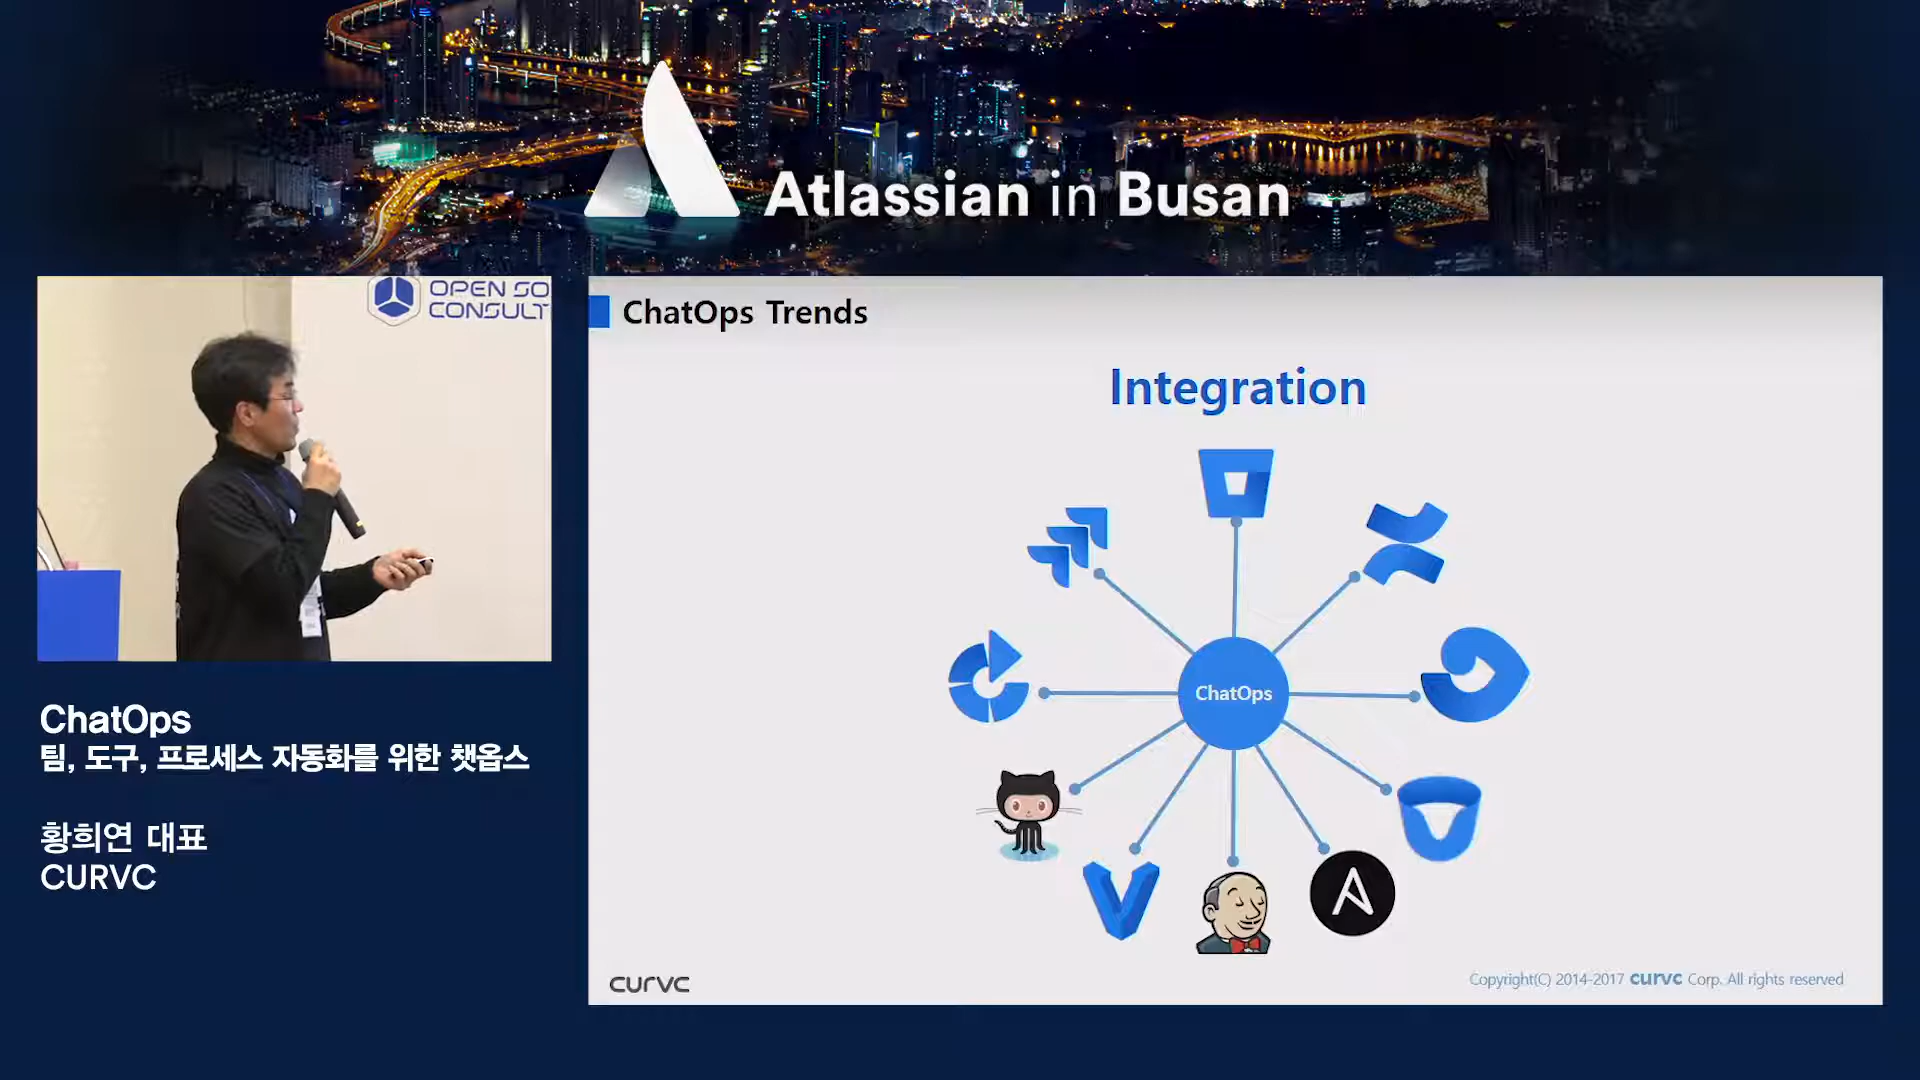 Atlassian in Busan
OPEN SO
CONSULT
ChatOps Trends
Integration
ChatOps
ChatOps
팀, 도구, 프로세스 자동화를 위한 챗옵스
황희연 대표
CURVC
curvc
Copyright(C) 2014-2017 curvc Corp. All rights reserved